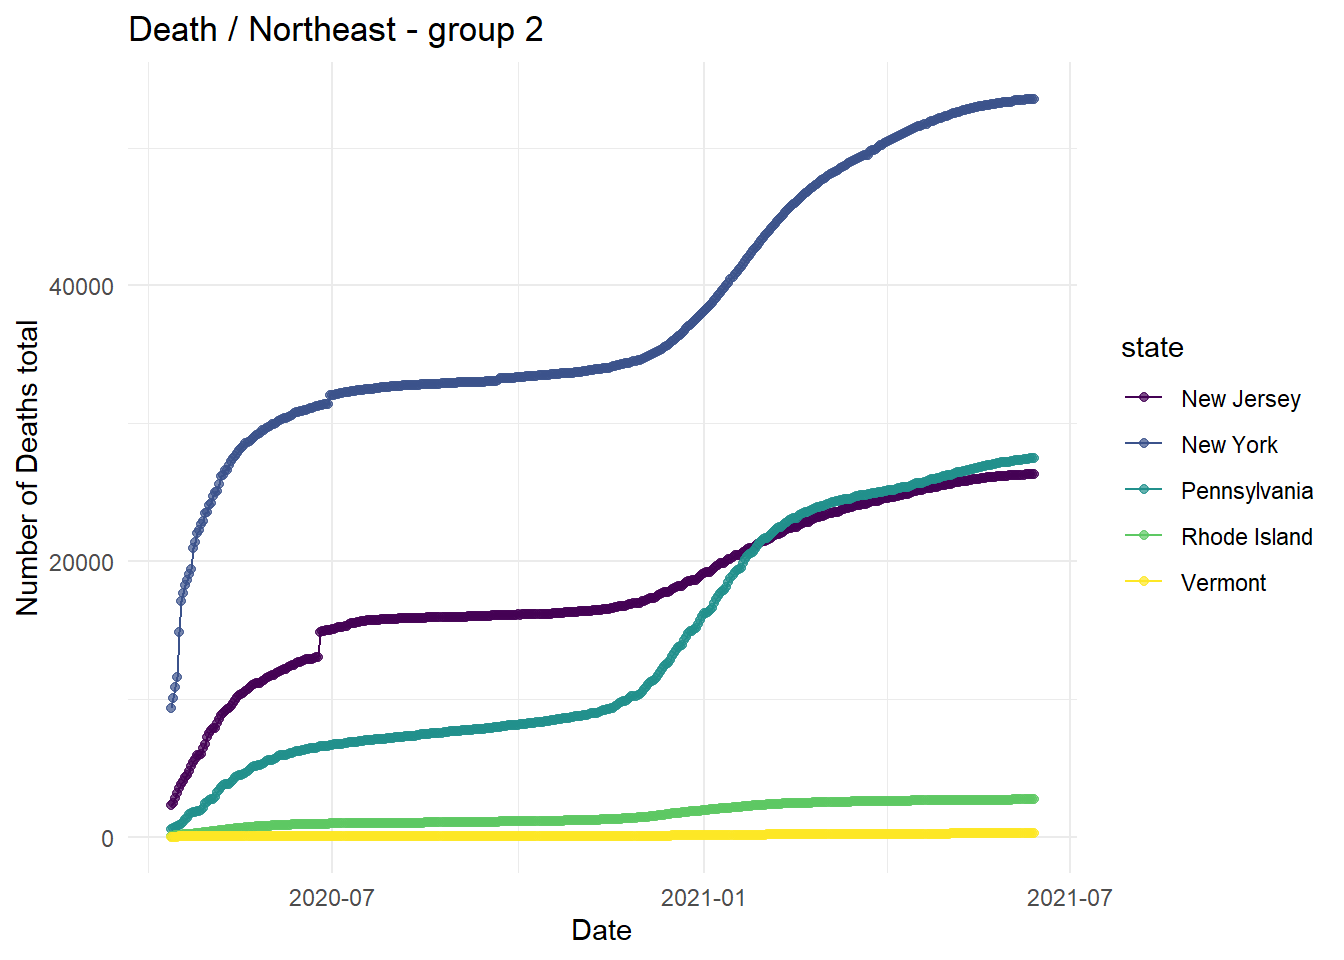 Death / Northeast - group 2
Number of Deaths total
40000
20000
0
2020-07
2021-01
2021-07
Date
state
New Jersey
New York
Pennsylvania
Rhode Island
Vermont